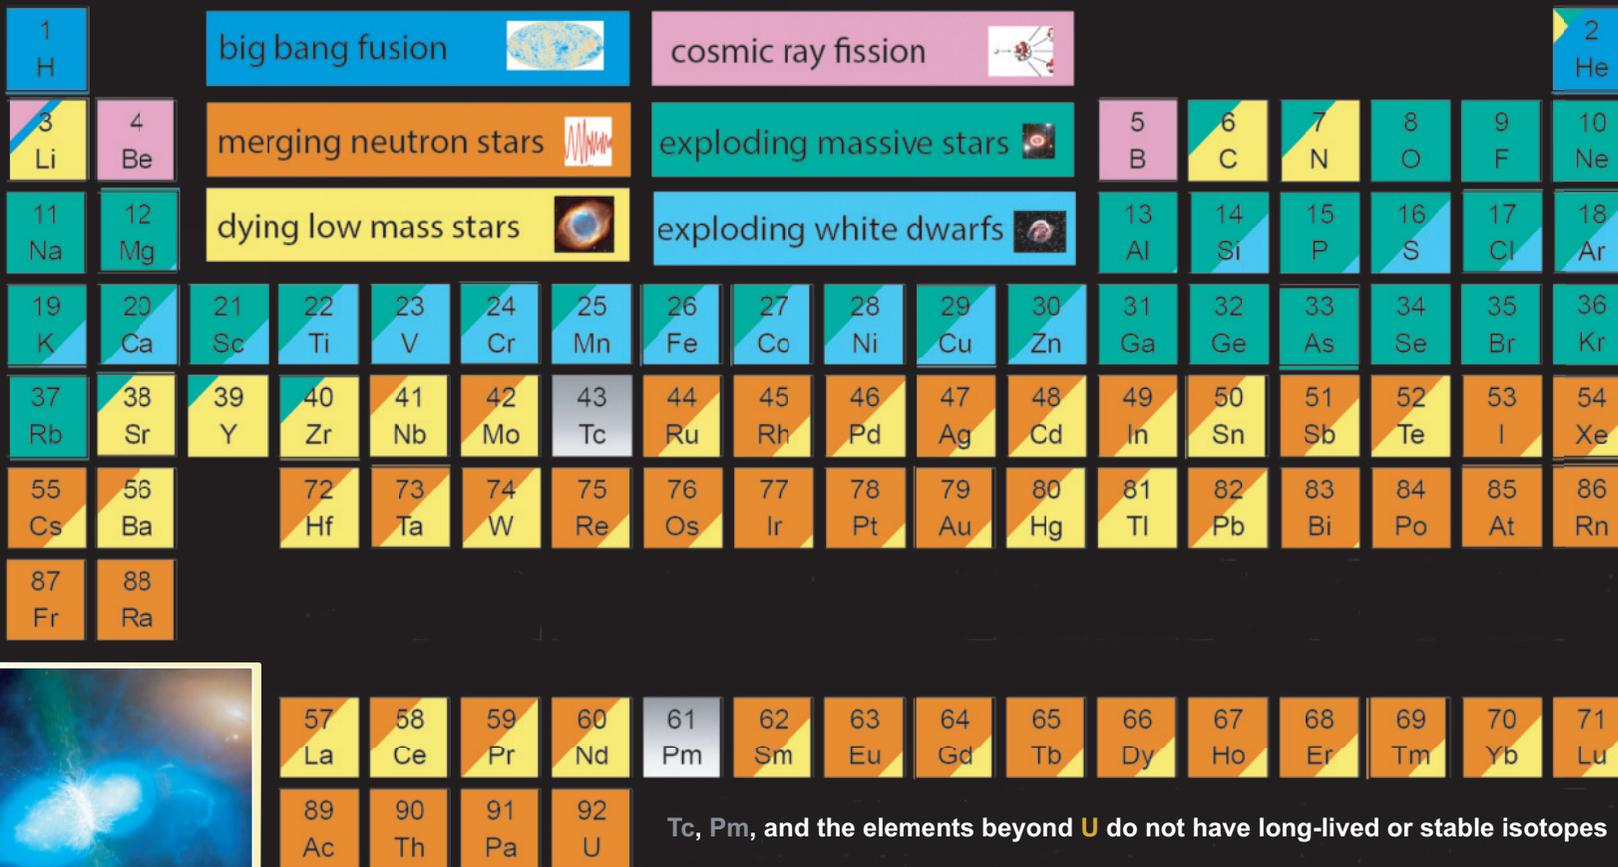 1
H
big bang fusion
cosmic ray fission
2
He
3
Li
4
Be
merging neutron stars
exploding massive stars
5
B
6
C
7
N
8
O
9
F
10
Ne
11
Na
12
Mg
dying low mass stars
exploding white dwarfs
13
Al
14
Si
15
P
16
S
17
Cl
18
Ar
19
K
20
Ca
21
Sc
22
Ti
23
V
24
Cr
25
Mn
26
Fe
27
Co
28
Ni
29
Cu
30
Zn
31
Ga
32
Ge
33
As
34
Se
35
Br
36
Kr
37
Rb
38
Sr
39
Y
40
Zr
41
Nb
42
Mo
43
Tc
44
Ru
45
Rh
46
Pd
47
Ag
48
Cd
49
In
50
Sn
51
Sb
52
Te
53
I
54
Xe
55
Cs
56
Ba
72
Hf
73
Ta
74
W
75
Re
76
Os
77
Ir
78
Pt
79
Au
80
Hg
81
Tl
82
Pb
83
Bi
84
Po
85
At
86
Rn
87
Fr
88
Ra
57
La
58
Ce
59
Pr
60
Nd
61
Pm
62
Sm
63
Eu
64
Gd
65
Tb
66
Dy
67
Ho
68
Er
69
Tm
70
Yb
71
Lu
89
Ac
90
Th
91
Pa
92
U
Tc, Pm, and the elements beyond U do not have long-lived or stable isotopes